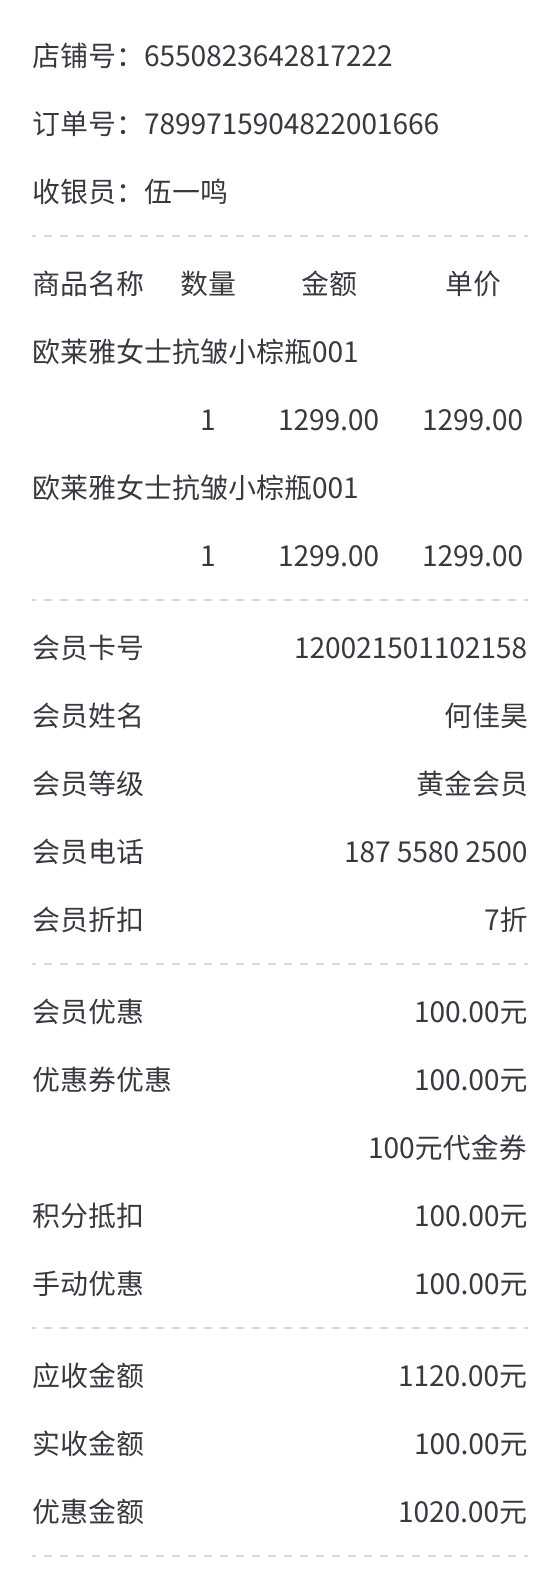 店铺号：6550823642817222
订单号：7899715904822001666
收银员：伍一鸣
商品名称 数量 金额 单价
欧莱雅女士抗皱小棕瓶001
1 1299.00 1299.00
欧莱雅女士抗皱小棕瓶001
1 1299.00 1299.00
会员卡号 120021501102158
会员姓名 何佳昊
会员等级 黄金会员
会员电话 187 5580 2500
会员折扣 7折
会员优惠 100.00元
优惠券优惠 100.00元
100元代金券
积分抵扣 100.00元
手动优惠 100.00元
应收金额 1120.00元
实收金额 100.00元
优惠金额 1020.00元